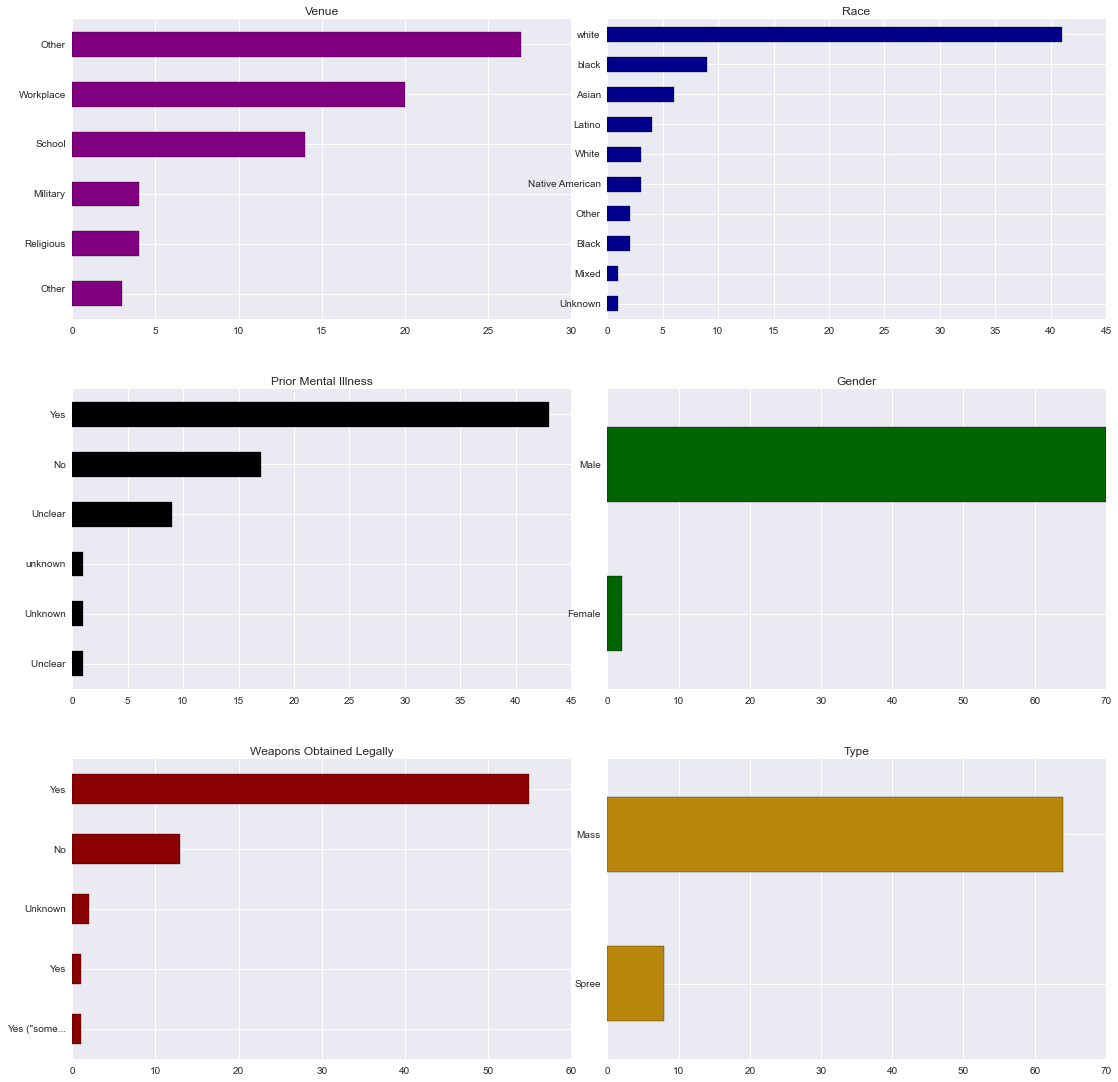 Venue
Other
Workplace
School
Military
Religious
Other
0 5 10 15 20 25 30
Race
white
black
Asian
Latino
White
Native American
Other
Black
Mixed
Unknown
0 5 10 15 20 25 30 35 40 45
Prior Mental Illness
Yes
No
Unclear
unknown
Unknown
Unclear
0 5 10 15 20 25 30 35 40 45
Gender
Male
Female
0 10 20 30 40 50 60 70
Weapons Obtained Legally
Yes
No
Unknown
Yes
Yes ("some...
0 10 20 30 40 50 60
Type
Mass
Spree
0 10 20 30 40 50 60 70